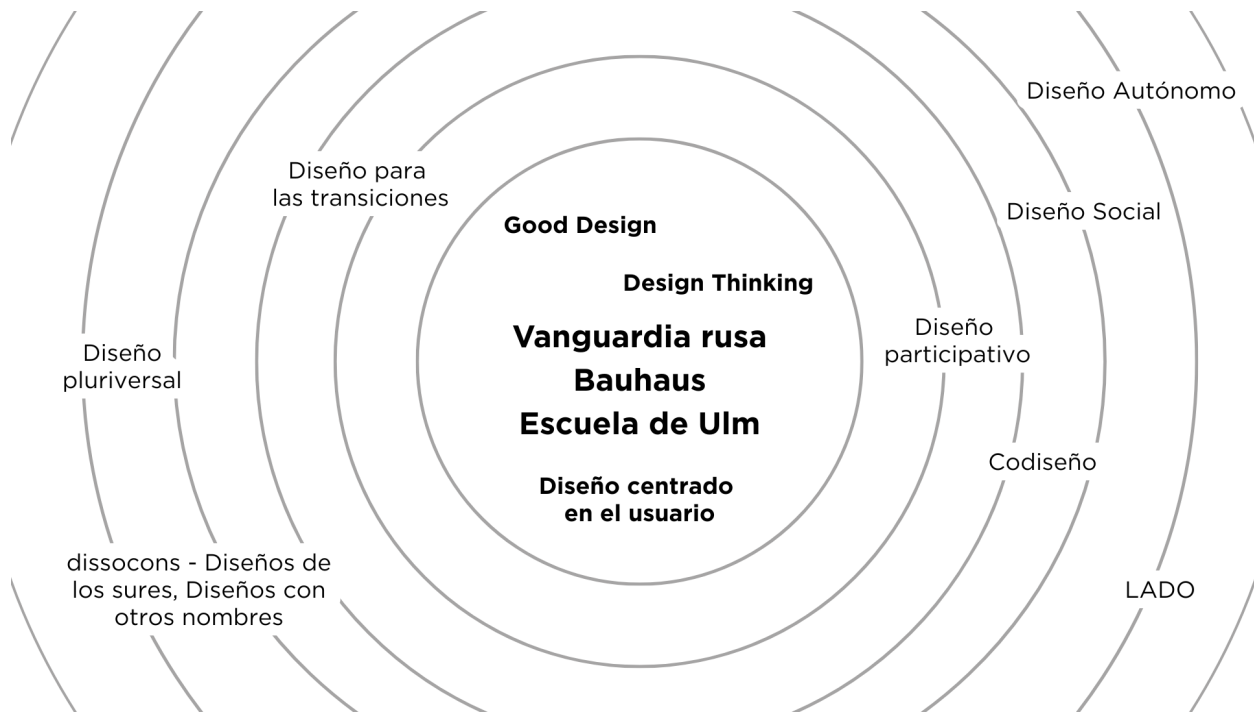 Diseño Autónomo
Diseño para
las transiciones
Good Design
Diseño Social
Design Thinking
Vanguardia rusa
Bauhaus
Escuela de Ulm
Diseño
participativo
Diseño
pluriversal
Codiseño
Diseño centrado
en el usuario
dissocons - Diseños de
los sures, Diseños con
otros nombres
LADO